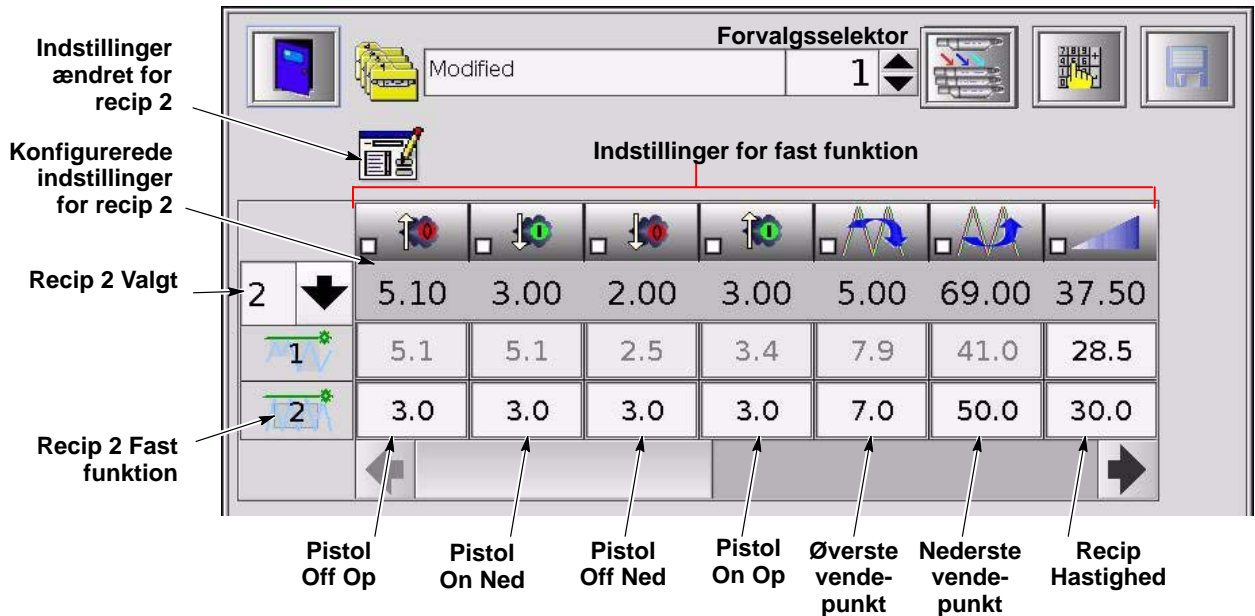 Forvalgsselektor
Modified
1
Indstillinger
ændret for
recip 2
Indstillinger for fast funktion
Konfigurerede
indstillinger
for recip 2
Recip 2 Valgt
2 5.10 3.00 2.00 3.00 5.00 69.00 37.50
1 5.1 5.1 2.5 3.4 7.9 41.0 28.5
2 3.0 3.0 3.0 3.0 7.0 50.0 30.0
Recip 2 Fast
funktion
Pistol
Off Op
Pistol
On Ned
Pistol
Off Ned
Pistol
On Op
Øverste
vende-
punkt
Nederste
vende-
punkt
Recip
Hastighed